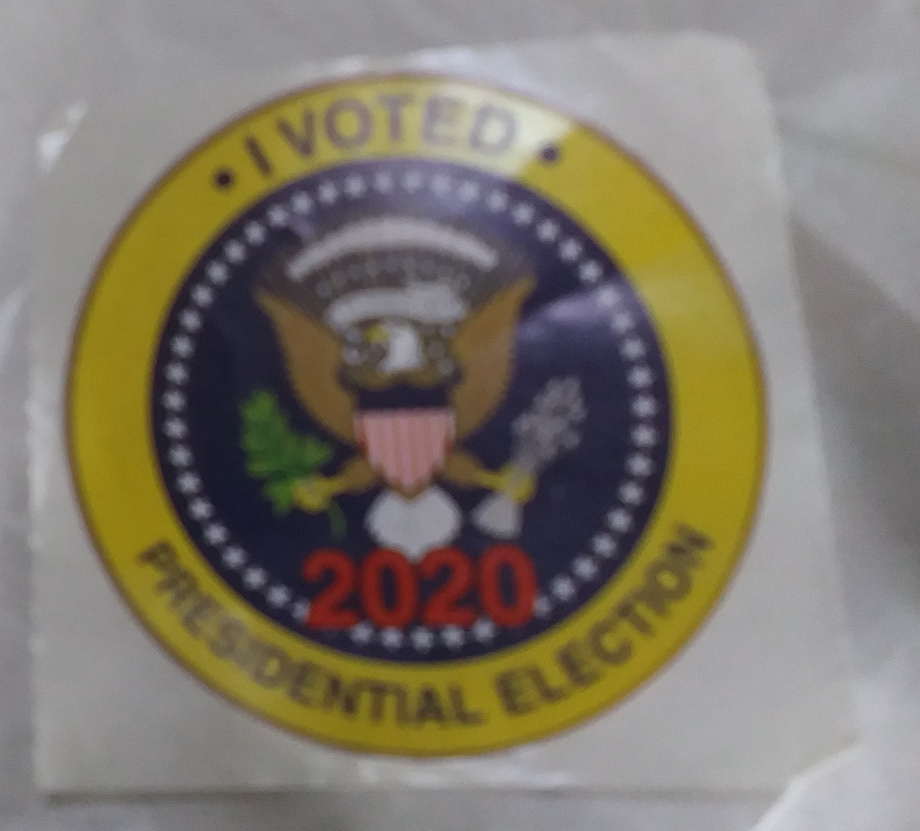 • I VOTED •
2020
PRESIDENTIAL ELECTION